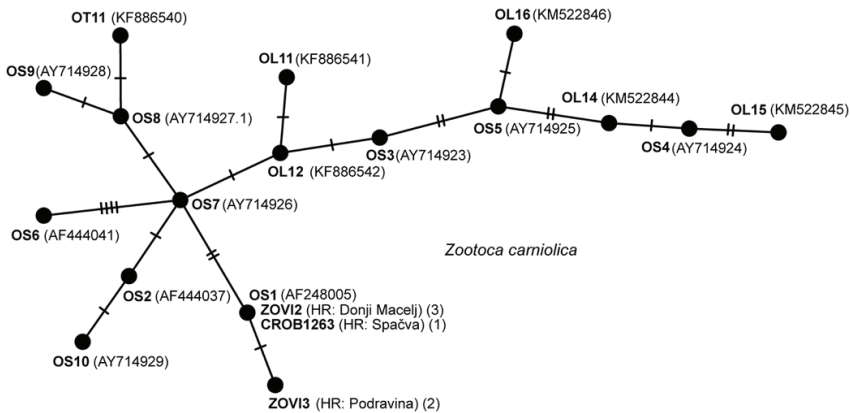 OT11 (KF886540)
OL16 (KM522846)
OS9(AY714928)
OL11 (KF886541)
OS8 (AY714927.1)
OL14 (KM522844)
OL15 (KM522845)
OS5 (AY714925)
OS3(AY714923)
OS4(AY714924)
OL12 (KF886542)
OS7 (AY714926)
OS6 (AF444041)
Zootoca carniolica
OS2 (AF444037)
OS1 (AF248005)
ZOVI2 (HR: Donji Macelj) (3)
CROB1263 (HR: Spačva) (1)
OS10 (AY714929)
ZOVI3 (HR: Podravina) (2)